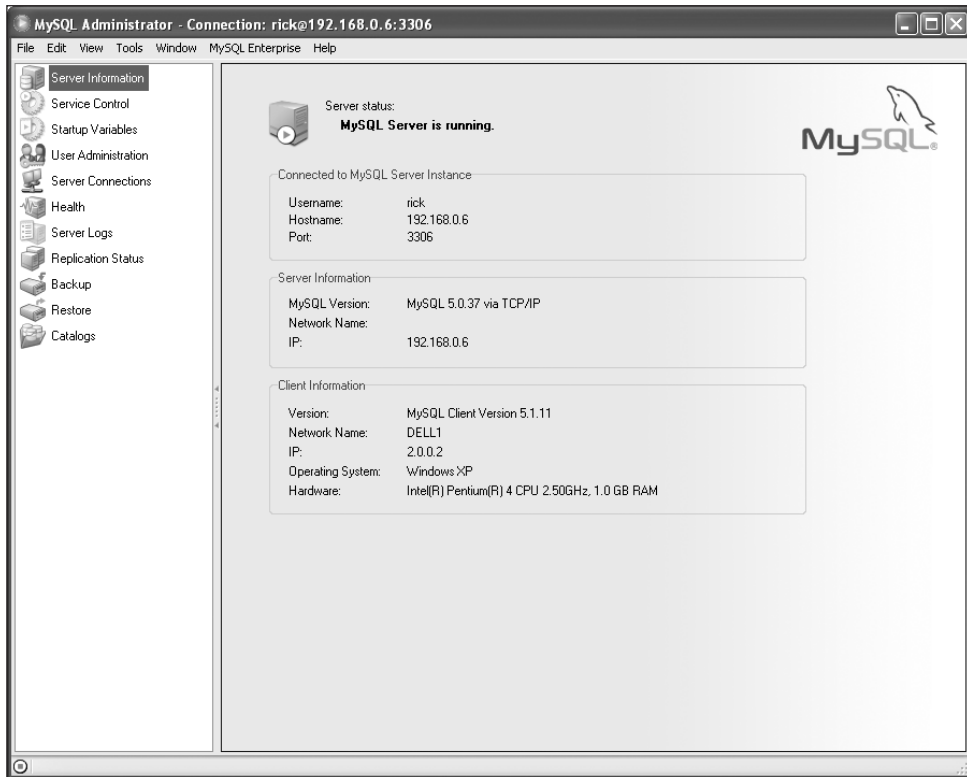 MySQL Administrator - Connection: rick@192.168.0.6:3306
File Edit View Tools Window MySQL Enterprise Help
Server Information
Service Control
Startup Variables
User Administration
Server Connections
Health
Server Logs
Replication Status
Backup
Restore
Catalogs
Server status:
MySQL Server is running.
MySQL®
Connected to MySQL Server Instance
Username: rick
Hostname: 192.168.0.6
Port: 3306
Server Information
MySQL Version: MySQL 5.0.37 via TCP/IP
Network Name:
IP: 192.168.0.6
Client Information
Version: MySQL Client Version 5.1.11
Network Name: DELL1
IP: 2.0.0.2
Operating System: Windows XP
Hardware: Intel(R) Pentium(R) 4 CPU 2.50GHz, 1.0 GB RAM